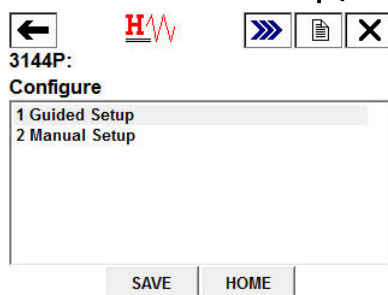 H
3144P:
Configure
1 Guided Setup
2 Manual Setup
SAVE HOME